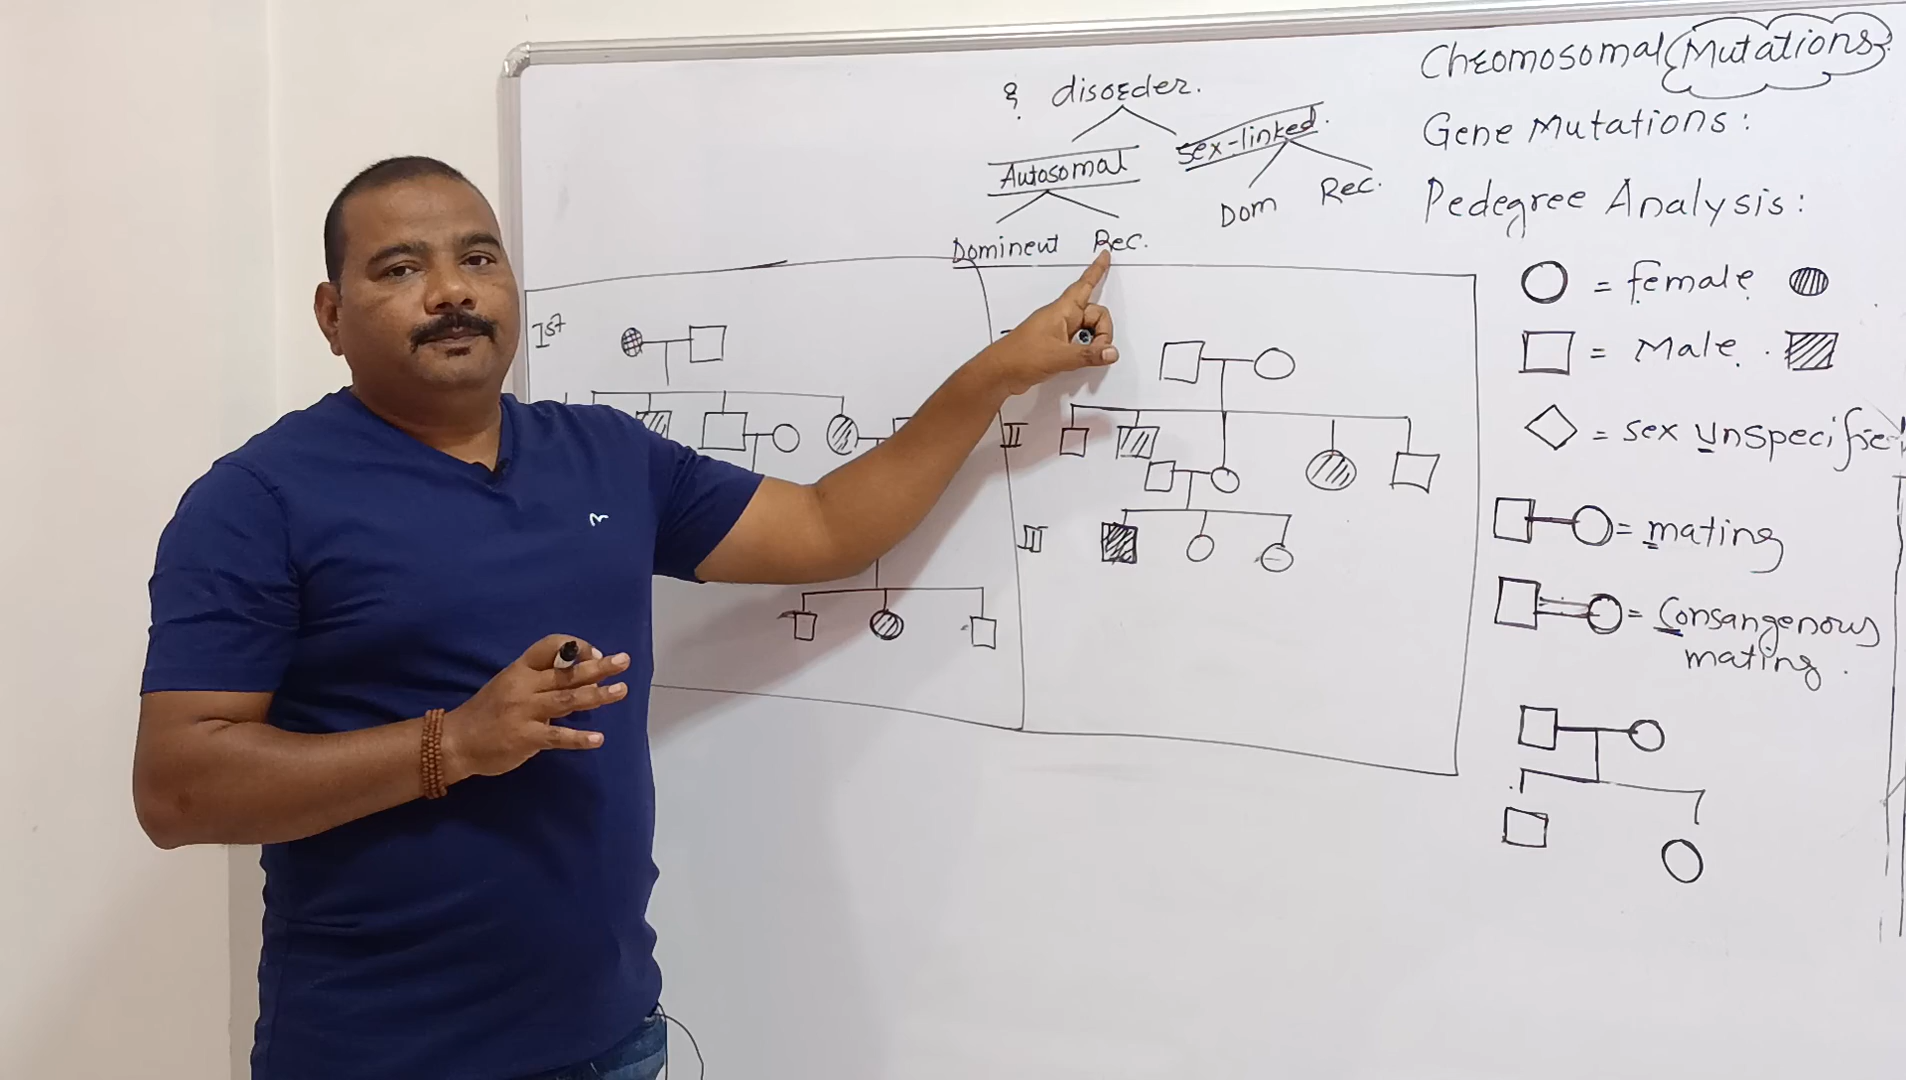 & disorder.
Autosomal
Sex-linked.
Dominent Rec.
Dom Rec.
Ist
II
III
Chromosomal Mutations
Gene Mutations:
Pedegree Analysis:
= female
= Male.
= sex unspecifie
= mating
= Consangenous
mating.